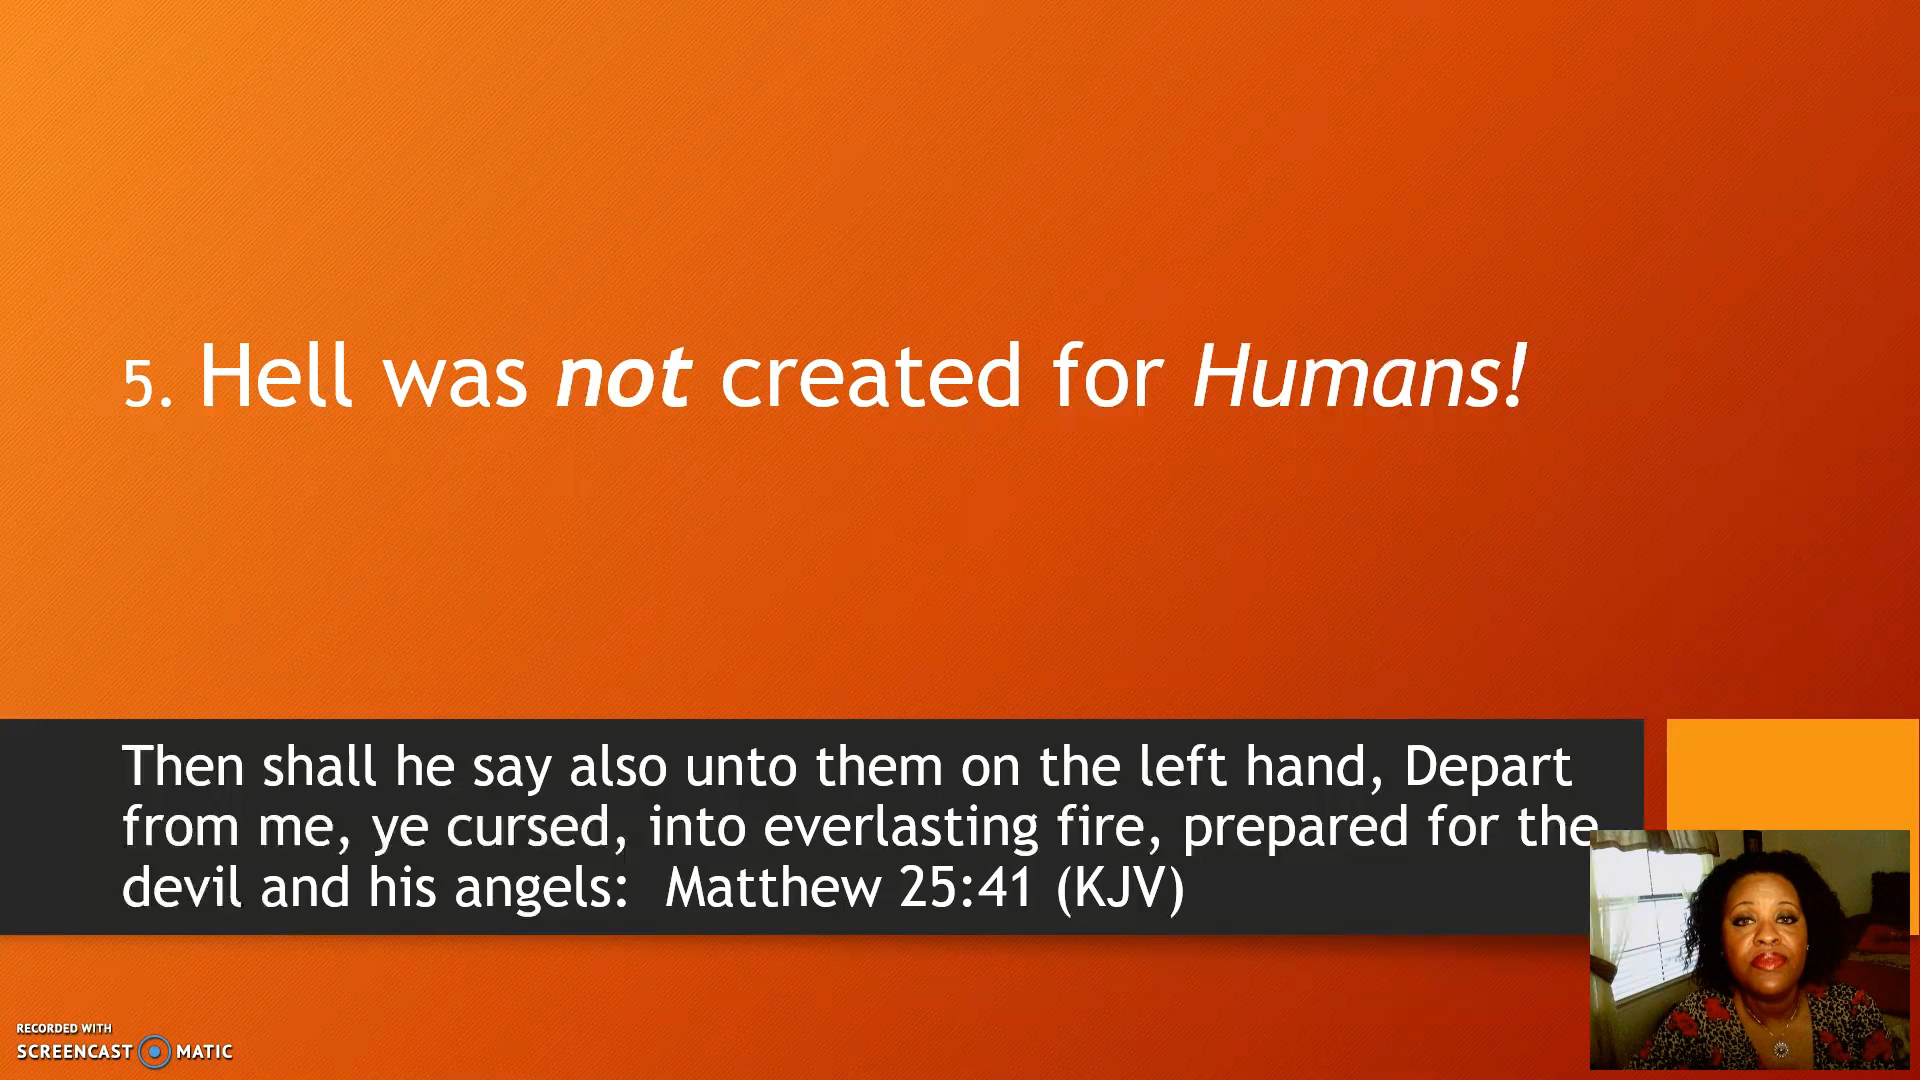 5. Hell was not created for Humans!
Then shall he say also unto them on the left hand, Depart
from me, ye cursed, into everlasting fire, prepared for the
devil and his angels:  Matthew 25:41 (KJV)
RECORDED WITH
SCREENCAST MATIC